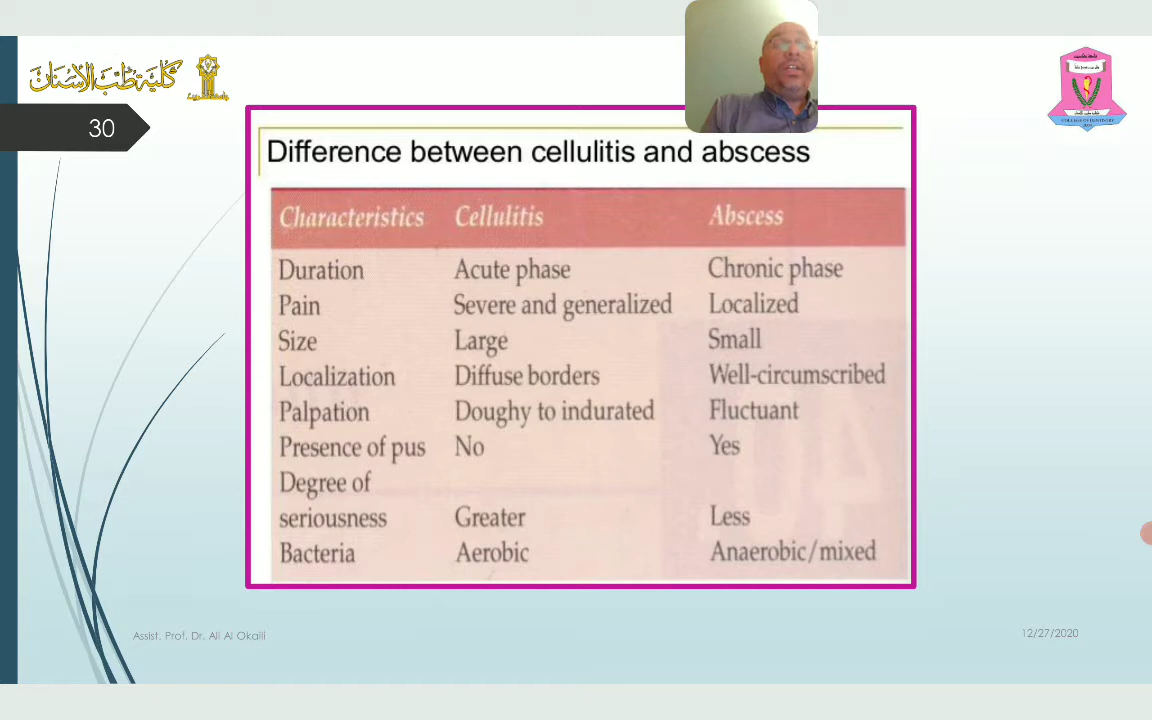 كلية طب الأسنان
30
Difference between cellulitis and abscess
Characteristics Cellulitis Abscess
Duration Acute phase Chronic phase
Pain Severe and generalized Localized
Size Large Small
Localization Diffuse borders Well-circumscribed
Palpation Doughy to indurated Fluctuant
Presence of pus No Yes
Degree of
seriousness Greater Less
Bacteria Aerobic Anaerobic/mixed
Assist. Prof. Dr. Ali Al Okaili
12/27/2020